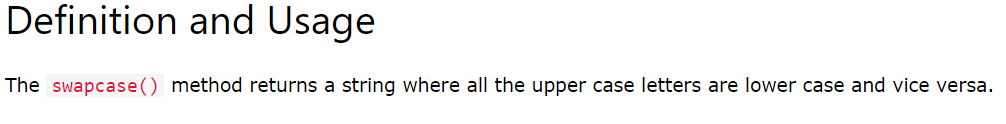 Definition and Usage
The swapcase() method returns a string where all the upper case letters are lower case and vice versa.